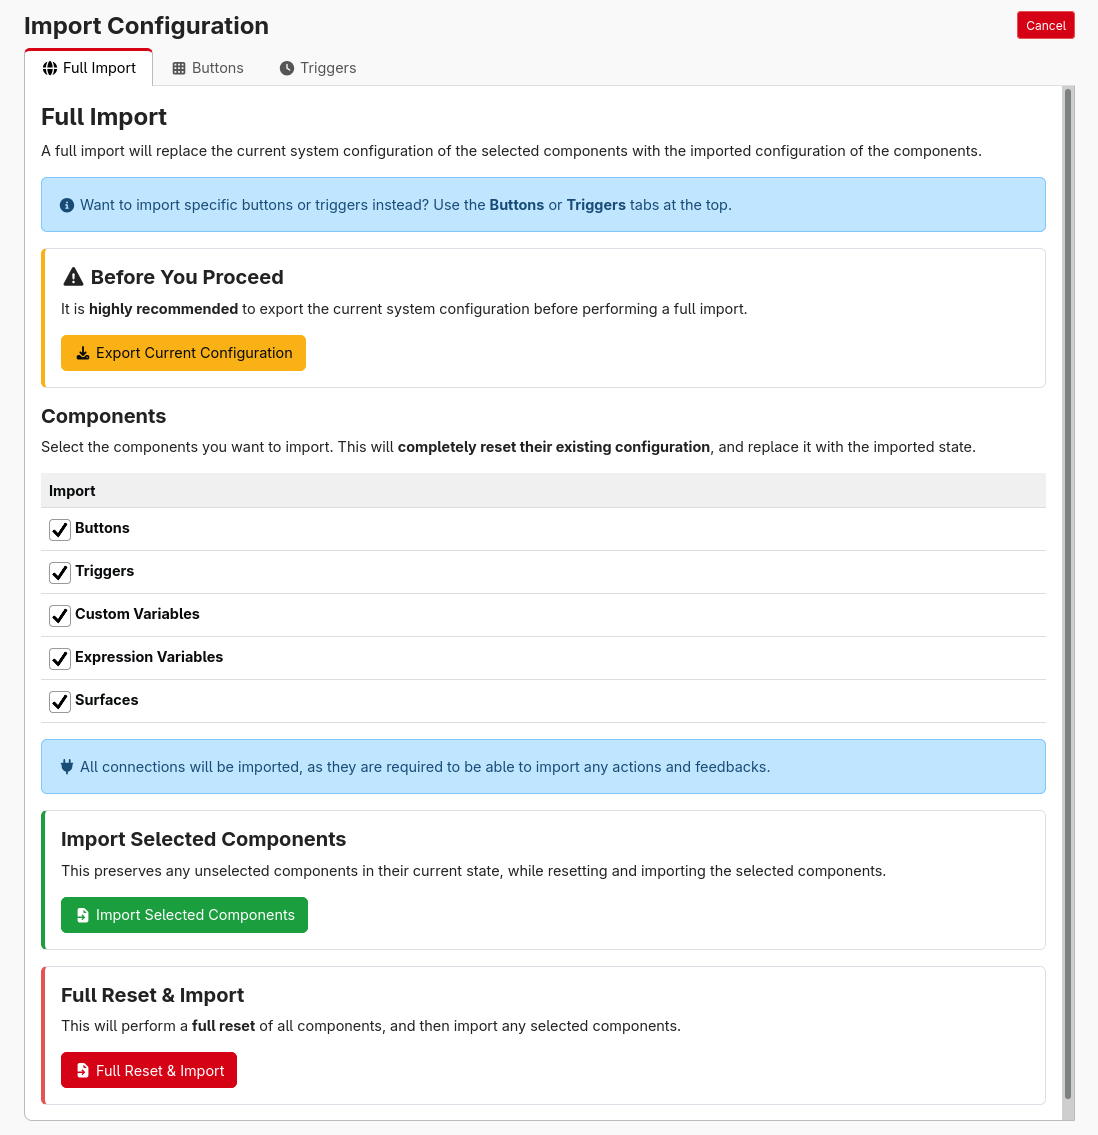 Import Configuration
Cancel
Full Import
Buttons
Triggers
Full Import
A full import will replace the current system configuration of the selected components with the imported configuration of the components.
Want to import specific buttons or triggers instead? Use the Buttons or Triggers tabs at the top.
Before You Proceed
It is highly recommended to export the current system configuration before performing a full import.
Export Current Configuration
Components
Select the components you want to import. This will completely reset their existing configuration, and replace it with the imported state.
Import
Buttons
Triggers
Custom Variables
Expression Variables
Surfaces
All connections will be imported, as they are required to be able to import any actions and feedbacks.
Import Selected Components
This preserves any unselected components in their current state, while resetting and importing the selected components.
Import Selected Components
Full Reset & Import
This will perform a full reset of all components, and then import any selected components.
Full Reset & Import